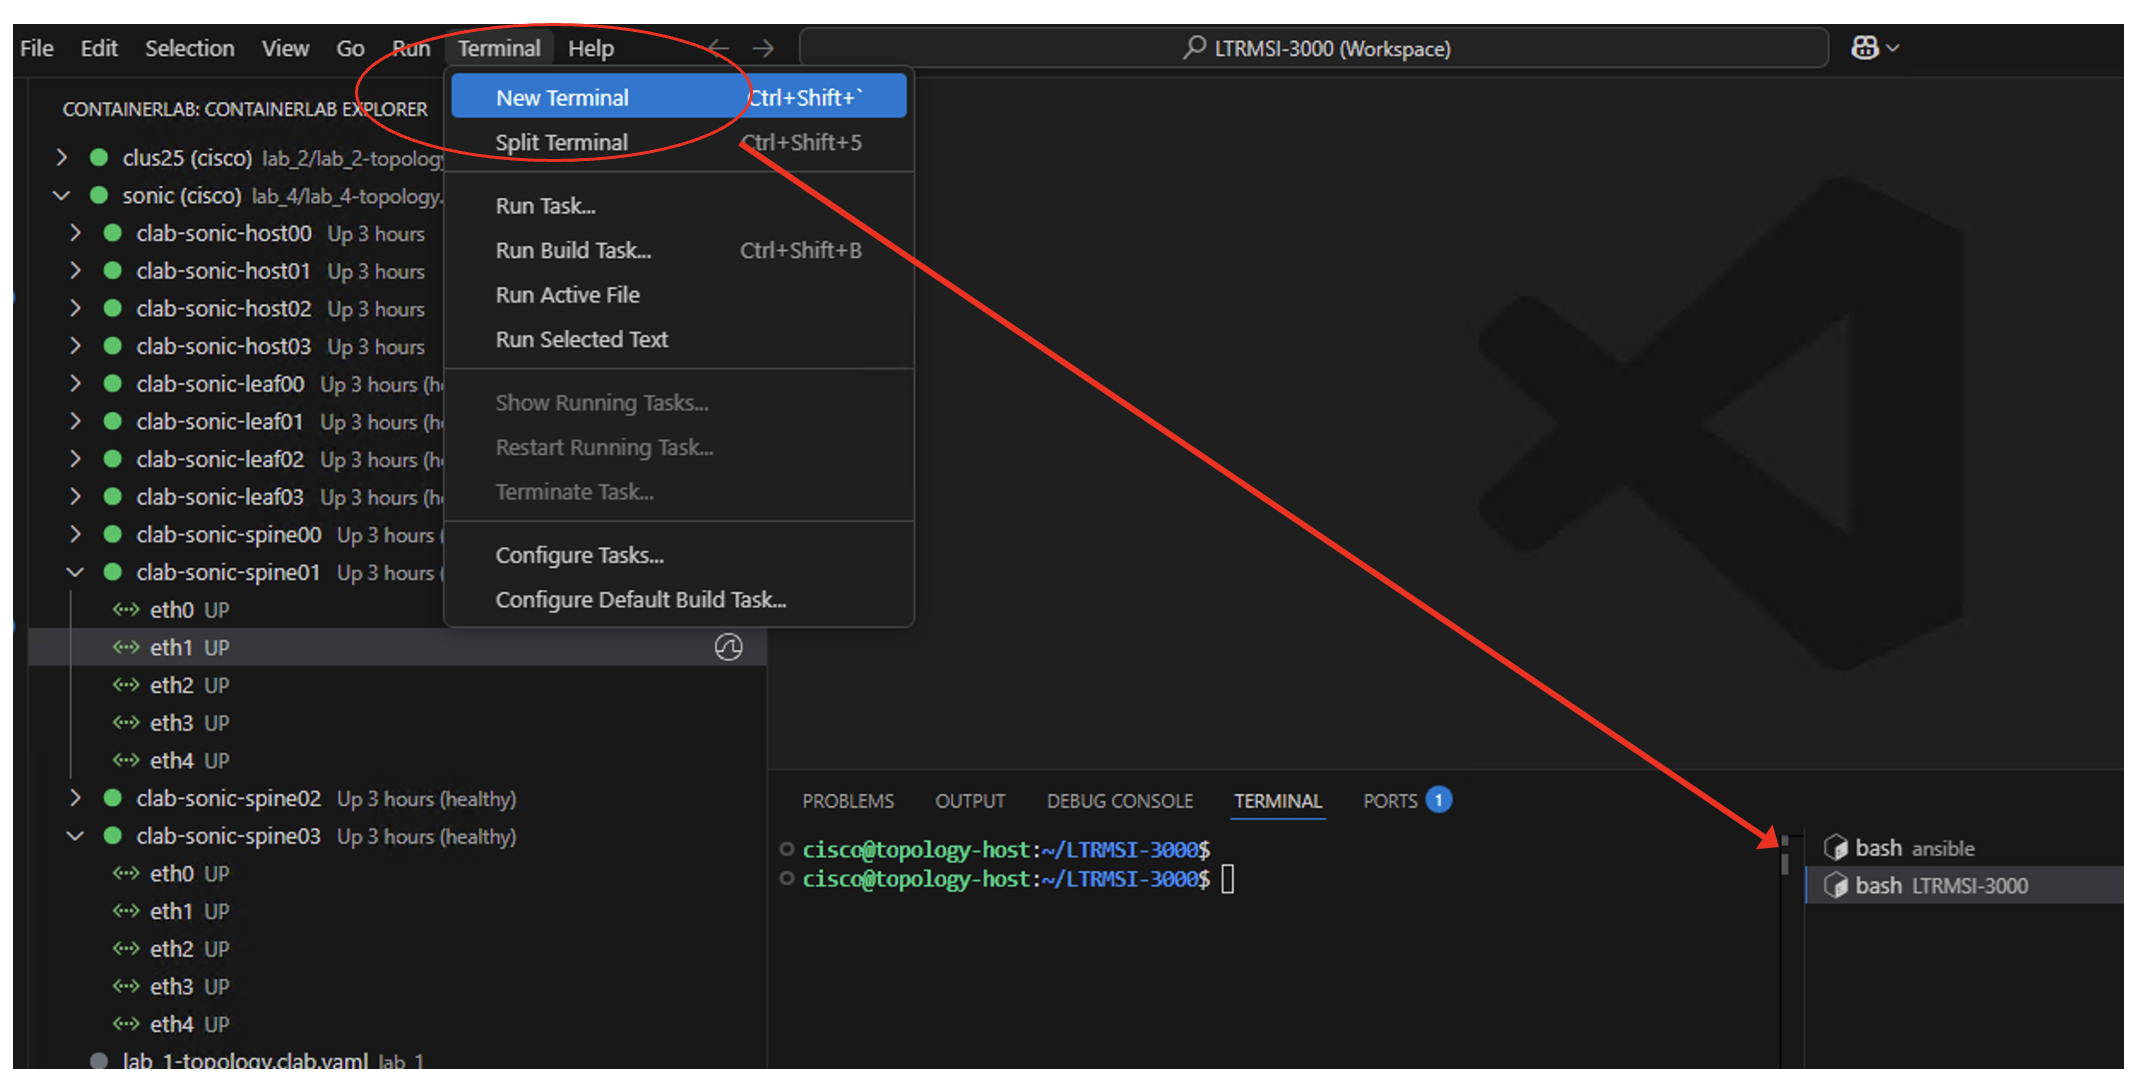 File Edit Selection View Go Run Terminal Help LTRMSI-3000 (Workspace)
CONTAINERLAB: CONTAINERLAB EXPLORER
clus25 (cisco) lab_2/lab_2-topology
sonic (cisco) lab_4/lab_4-topology.
clab-sonic-host00 Up 3 hours
clab-sonic-host01 Up 3 hours
clab-sonic-host02 Up 3 hours
clab-sonic-host03 Up 3 hours
clab-sonic-leaf00 Up 3 hours (he
clab-sonic-leaf01 Up 3 hours (he
clab-sonic-leaf02 Up 3 hours (he
clab-sonic-leaf03 Up 3 hours (he
clab-sonic-spine00 Up 3 hours (
clab-sonic-spine01 Up 3 hours (
eth0 UP
eth1 UP
eth2 UP
eth3 UP
eth4 UP
clab-sonic-spine02 Up 3 hours (healthy)
clab-sonic-spine03 Up 3 hours (healthy)
eth0 UP
eth1 UP
eth2 UP
eth3 UP
eth4 UP
lab_1-topology.clab.yaml lab_1
New Terminal Ctrl+Shift+`
Split Terminal Ctrl+Shift+5
Run Task...
Run Build Task... Ctrl+Shift+B
Run Active File
Run Selected Text
Show Running Tasks...
Restart Running Task...
Terminate Task...
Configure Tasks...
Configure Default Build Task...
PROBLEMS OUTPUT DEBUG CONSOLE TERMINAL PORTS 1
cisco@topology-host:~/LTRMSI-3000$
cisco@topology-host:~/LTRMSI-3000$
bash ansible
bash LTRMSI-3000